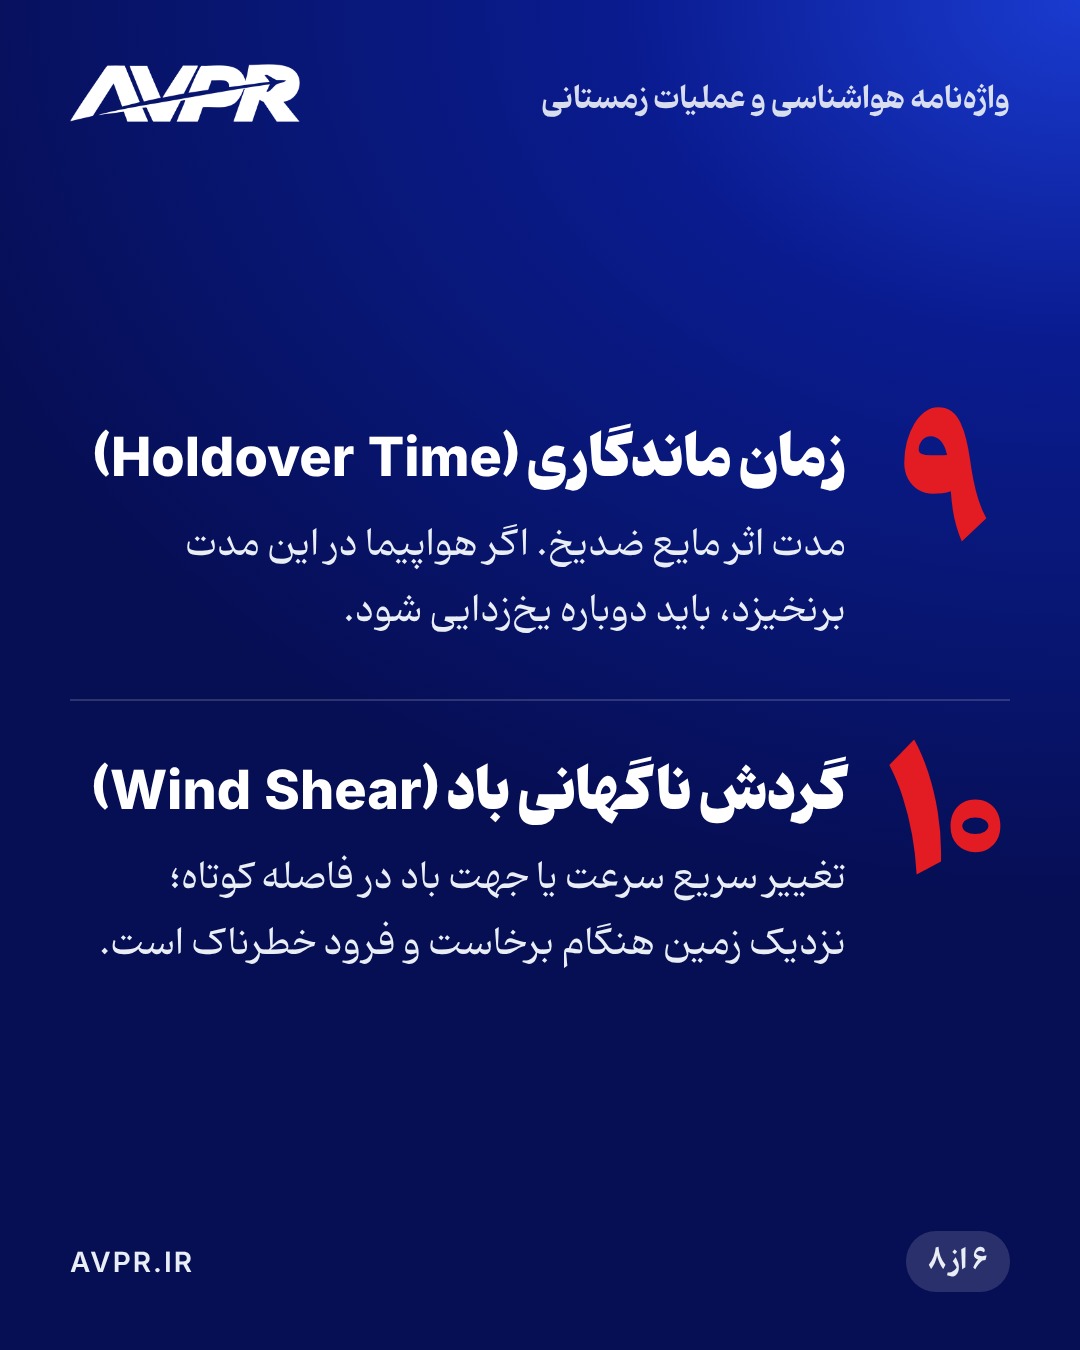 AVPR
واژه‌نامه هواشناسی و عملیات زمستانی
۹
زمان ماندگاری (Holdover Time)
مدت اثر مایع ضدیخ. اگر هواپیما در این مدت
برنخیزد، باید دوباره یخ‌زدایی شود.
۱۰
گردش ناگهانی باد (Wind Shear)
تغییر سریع سرعت یا جهت باد در فاصله کوتاه؛
نزدیک زمین هنگام برخاست و فرود خطرناک است.
۶ از ۸
AVPR.IR